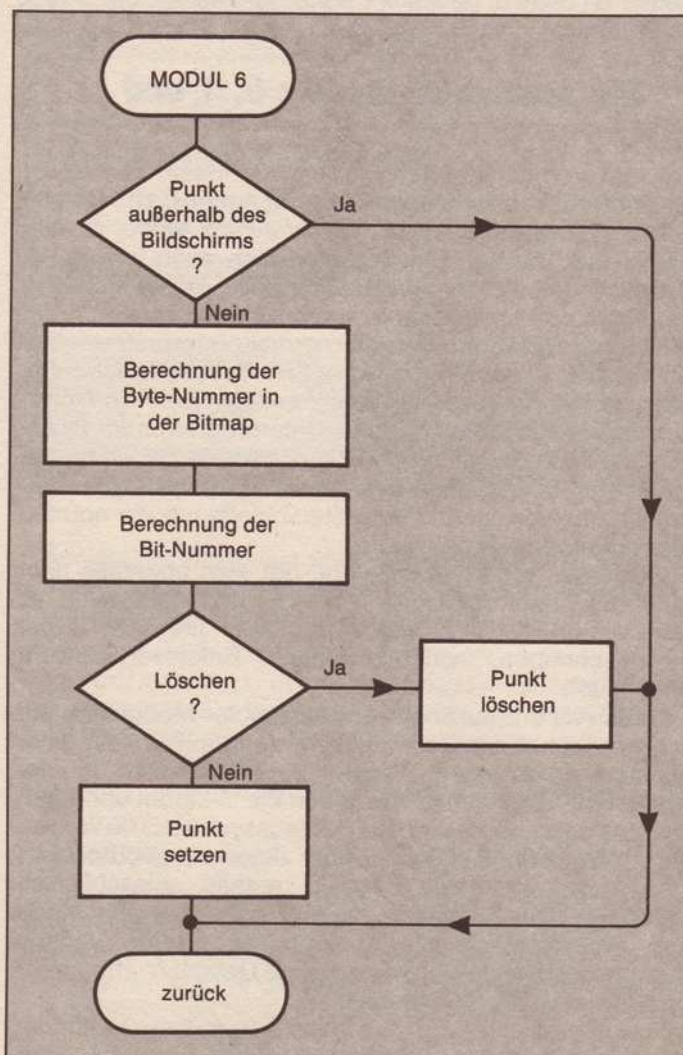 MODUL 6
Punkt
außerhalb des
Bildschirms
?
Ja
Nein
Berechnung der
Byte-Nummer in
der Bitmap
Berechnung der
Bit-Nummer
Löschen
?
Ja
Punkt
löschen
Nein
Punkt
setzen
zurück